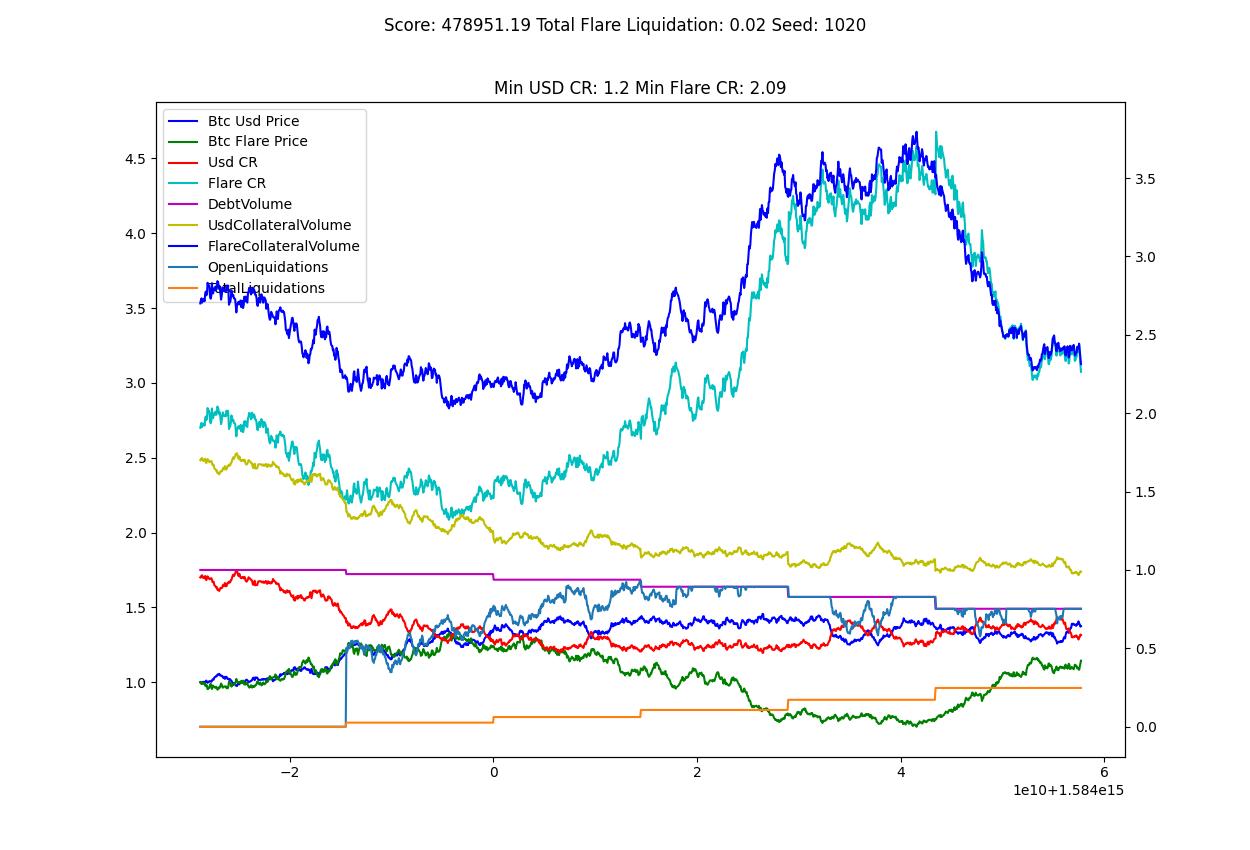 Score: 478951.19 Total Flare Liquidation: 0.02 Seed: 1020
Min USD CR: 1.2 Min Flare CR: 2.09
Btc Usd Price
Btc Flare Price
Usd CR
Flare CR
DebtVolume
UsdCollateralVolume
FlareCollateralVolume
OpenLiquidations
TotalLiquidations
4.5
4.0
3.5
3.0
2.5
2.0
1.5
1.0
3.5
3.0
2.5
2.0
1.5
1.0
0.5
0.0
−2
0
2
4
6
1e10+1.584e15